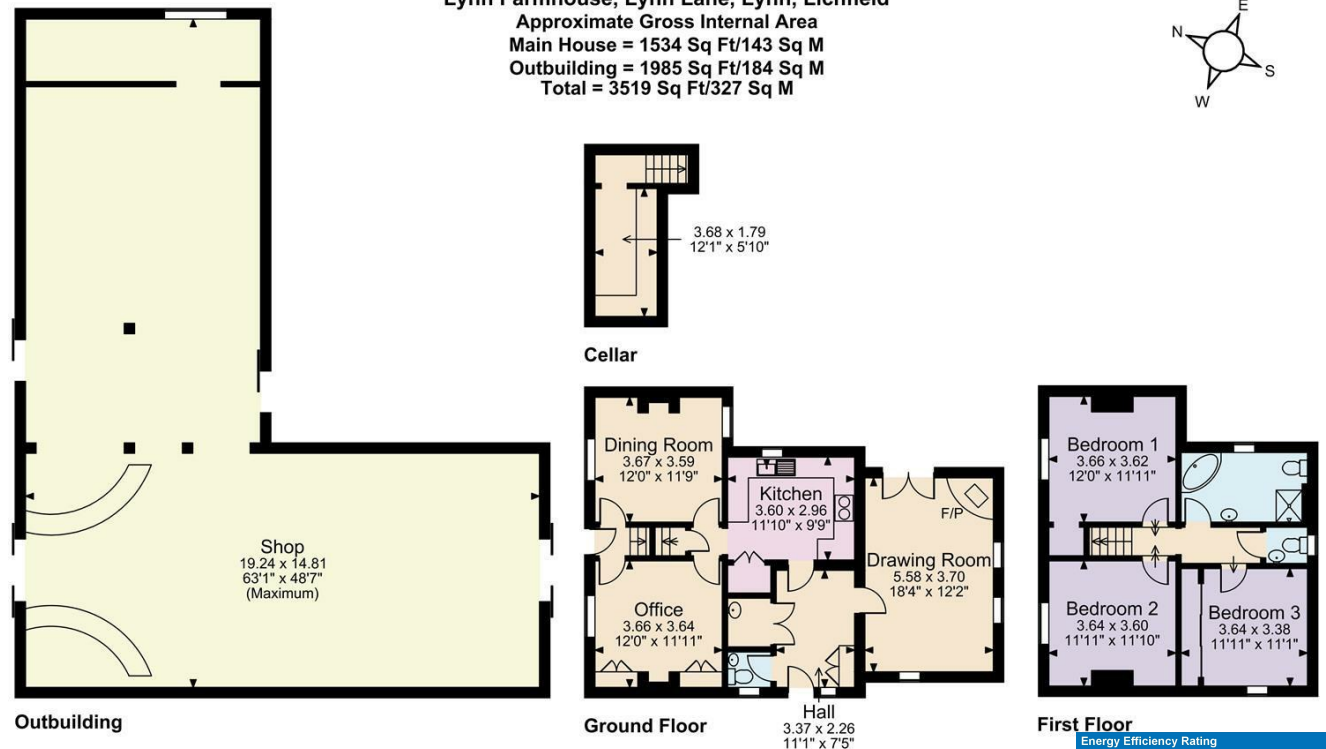 Lynn Farmhouse, Lynn Lane, Lynn, Lichfield
Approximate Gross Internal Area
Main House = 1534 Sq Ft/143 Sq M
Outbuilding = 1985 Sq Ft/184 Sq M
Total = 3519 Sq Ft/327 Sq M
E
N
S
W
3.68 x 1.79
12'1" x 5'10"
Cellar
Shop
19.24 x 14.81
63'1" x 48'7"
(Maximum)
Outbuilding
Dining Room
3.67 x 3.59
12'0" x 11'9"
Kitchen
3.60 x 2.96
11'10" x 9'9"
F/P
Drawing Room
5.58 x 3.70
18'4" x 12'2"
Office
3.66 x 3.64
12'0" x 11'11"
Hall
3.37 x 2.26
11'1" x 7'5"
Ground Floor
Bedroom 1
3.66 x 3.62
12'0" x 11'11"
Bedroom 2
3.64 x 3.60
11'11" x 11'10"
Bedroom 3
3.64 x 3.38
11'11" x 11'1"
First Floor
Energy Efficiency Rating